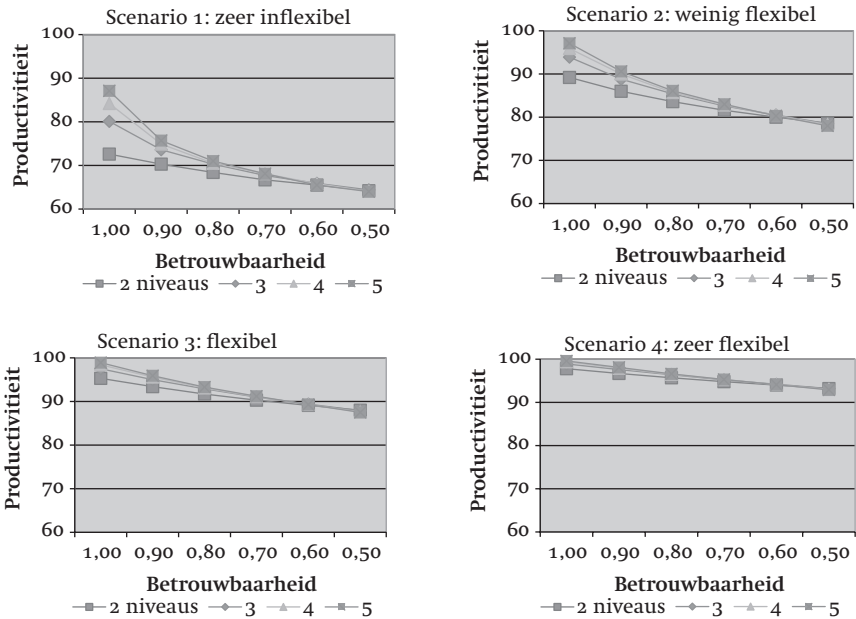 Scenario 1: zeer inflexibel
100
90
80
70
60
Productiviteit
1,00 0,90 0,80 0,70 0,60 0,50
Betrouwbaarheid
2 niveaus 3 4 5
Scenario 2: weinig flexibel
100
90
80
70
60
Productiviteit
1,00 0,90 0,80 0,70 0,60 0,50
Betrouwbaarheid
2 niveaus 3 4 5
Scenario 3: flexibel
100
90
80
70
60
Productiviteit
1,00 0,90 0,80 0,70 0,60 0,50
Betrouwbaarheid
2 niveaus 3 4 5
Scenario 4: zeer flexibel
100
90
80
70
60
Productiviteit
1,00 0,90 0,80 0,70 0,60 0,50
Betrouwbaarheid
2 niveaus 3 4 5